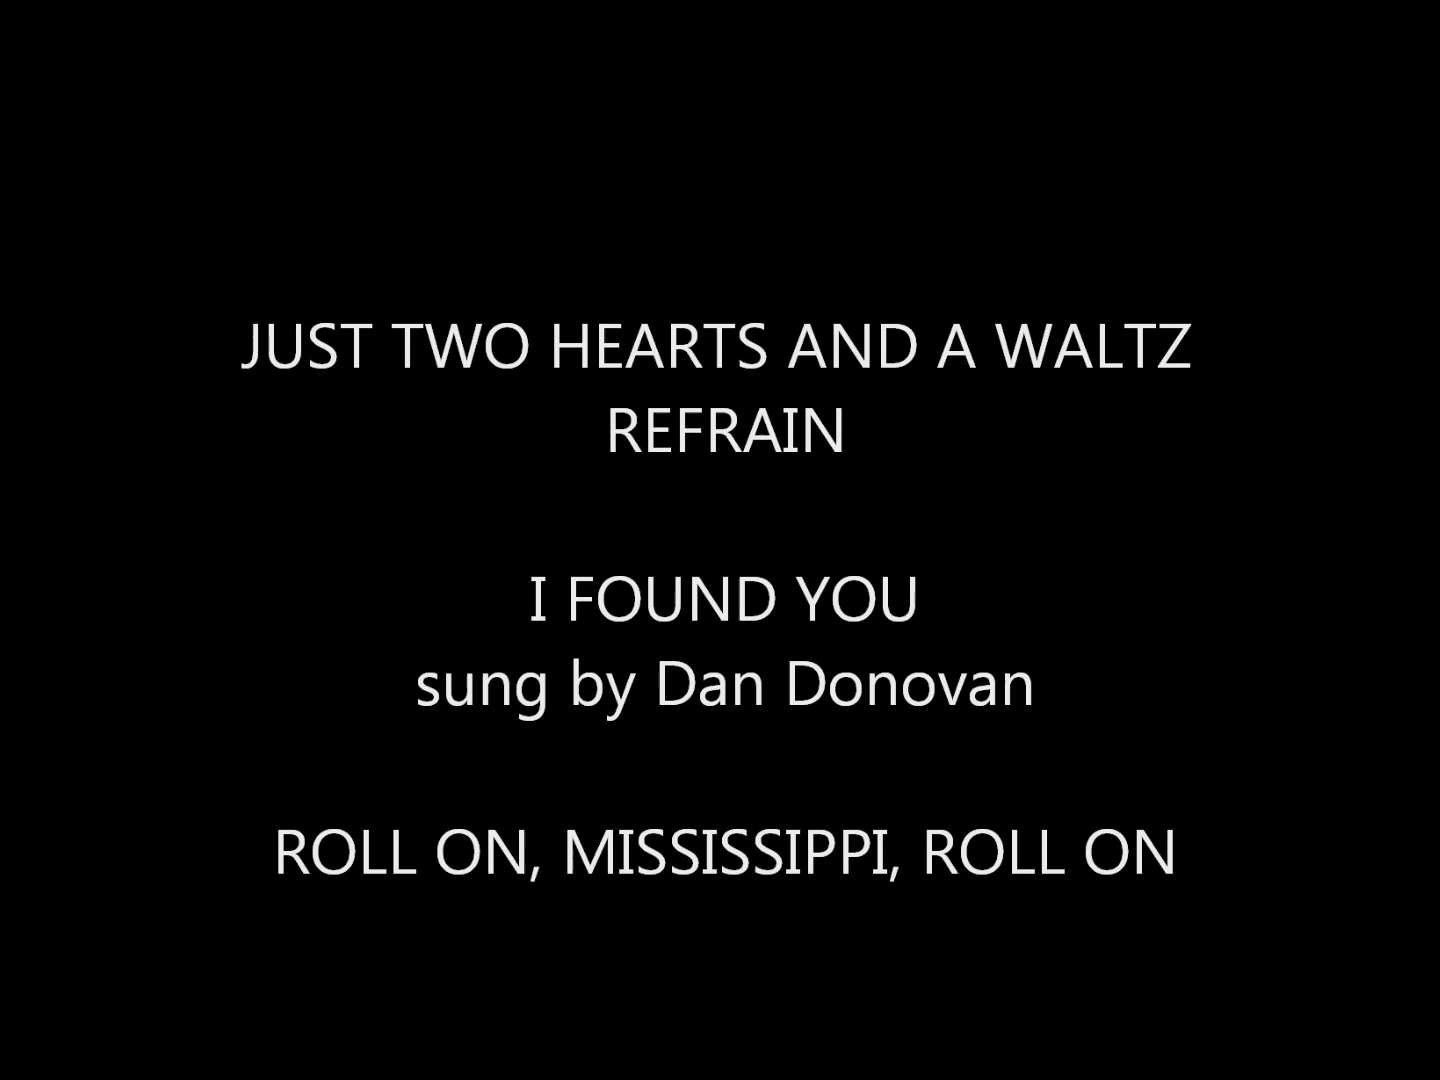 JUST TWO HEARTS AND A WALTZ
REFRAIN
I FOUND YOU
sung by Dan Donovan
ROLL ON, MISSISSIPPI, ROLL ON